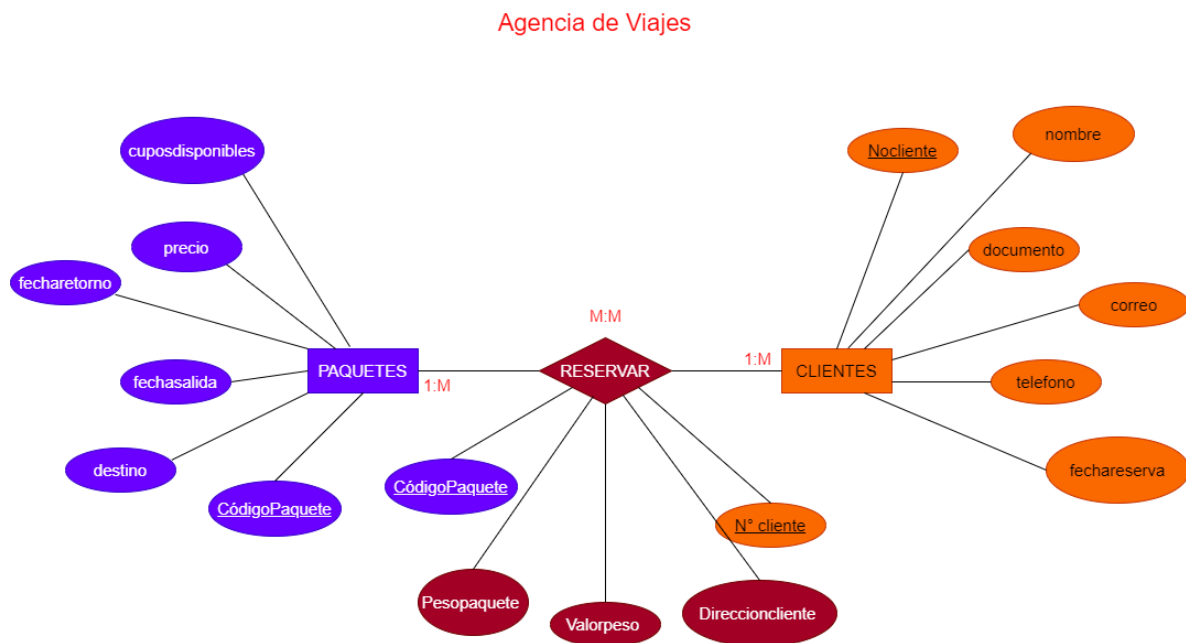 Agencia de Viajes
cuposdisponibles
precio
fecharetorno
fechasalida
destino
CódigoPaquete
PAQUETES
1:M
M:M
RESERVAR
1:M
CLIENTES
Nocliente
nombre
documento
correo
telefono
fechareserva
CódigoPaquete
N° cliente
Pesopaquete
Valorpeso
Direccioncliente